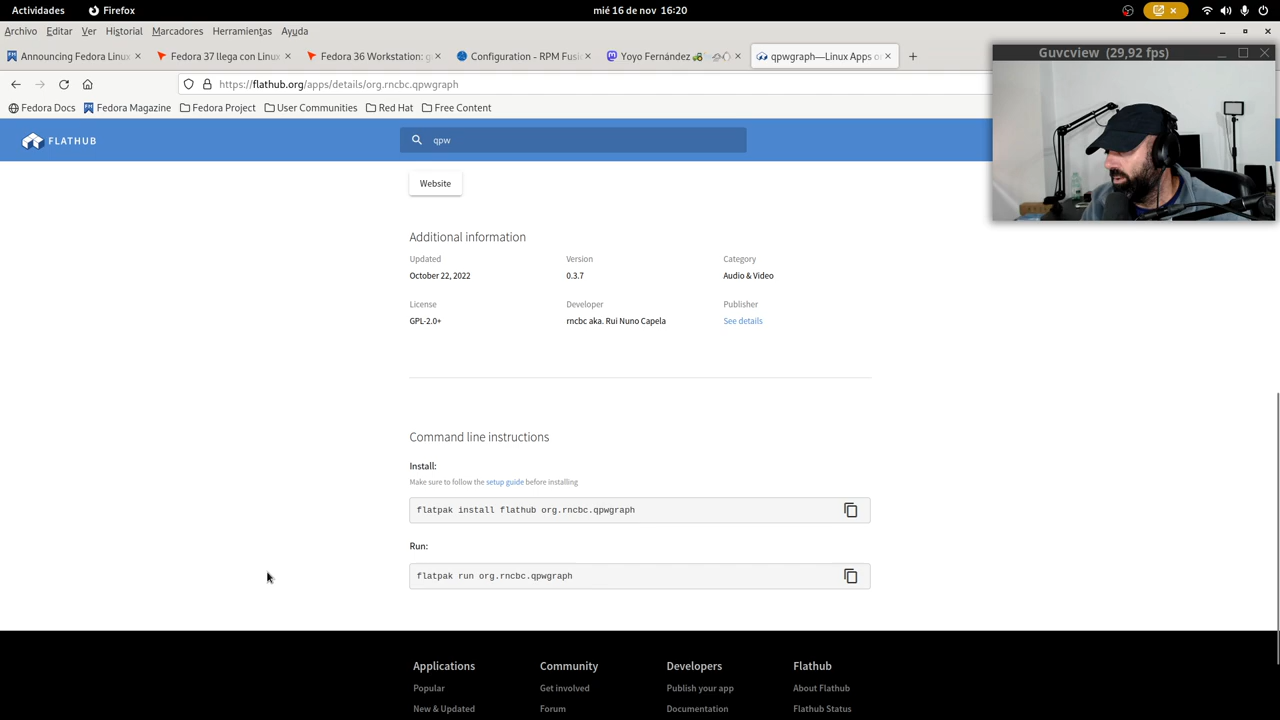 Actividades
Firefox
mié 16 de nov  16:20
Archivo Editar Ver Historial Marcadores Herramientas Ayuda
Announcing Fedora Linux
Fedora 37 llega con Linux
Fedora 36 Workstation: g
Configuration - RPM Fusi
Yoyo Fernández
qpwgraph—Linux Apps o
Guvcview  (29,92 fps)
https://flathub.org/apps/details/org.rncbc.qpwgraph
Fedora Docs Fedora Magazine Fedora Project User Communities Red Hat Free Content
FLATHUB
qpw
Website
Additional information
Updated Version Category
October 22, 2022 0.3.7 Audio & Video
License Developer Publisher
GPL-2.0+ rncbc aka. Rui Nuno Capela See details
Command line instructions
Install:
Make sure to follow the setup guide before installing
flatpak install flathub org.rncbc.qpwgraph
Run:
flatpak run org.rncbc.qpwgraph
Applications Community Developers Flathub
Popular Get involved Publish your app About Flathub
New & Updated Forum Documentation Flathub Status